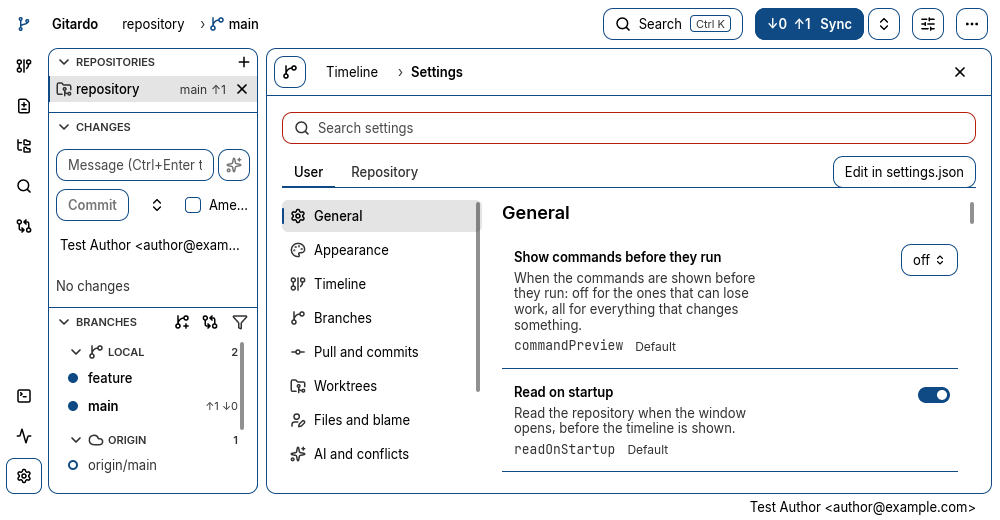 Gitardo repository › main
Search Ctrl K
↓0 ↑1 Sync
REPOSITORIES
repository main ↑1
CHANGES
Message (Ctrl+Enter t
Commit
Ame...
Test Author <author@exam...
No changes
BRANCHES
LOCAL 2
feature
main ↑1 ↓0
ORIGIN 1
origin/main
Timeline › Settings
Search settings
User Repository
Edit in settings.json
General
Appearance
Timeline
Branches
Pull and commits
Worktrees
Files and blame
AI and conflicts
General
Show commands before they run
off
When the commands are shown before
they run: off for the ones that can lose
work, all for everything that changes
something.
commandPreview Default
Read on startup
Read the repository when the window
opens, before the timeline is shown.
readOnStartup Default
Test Author <author@example.com>